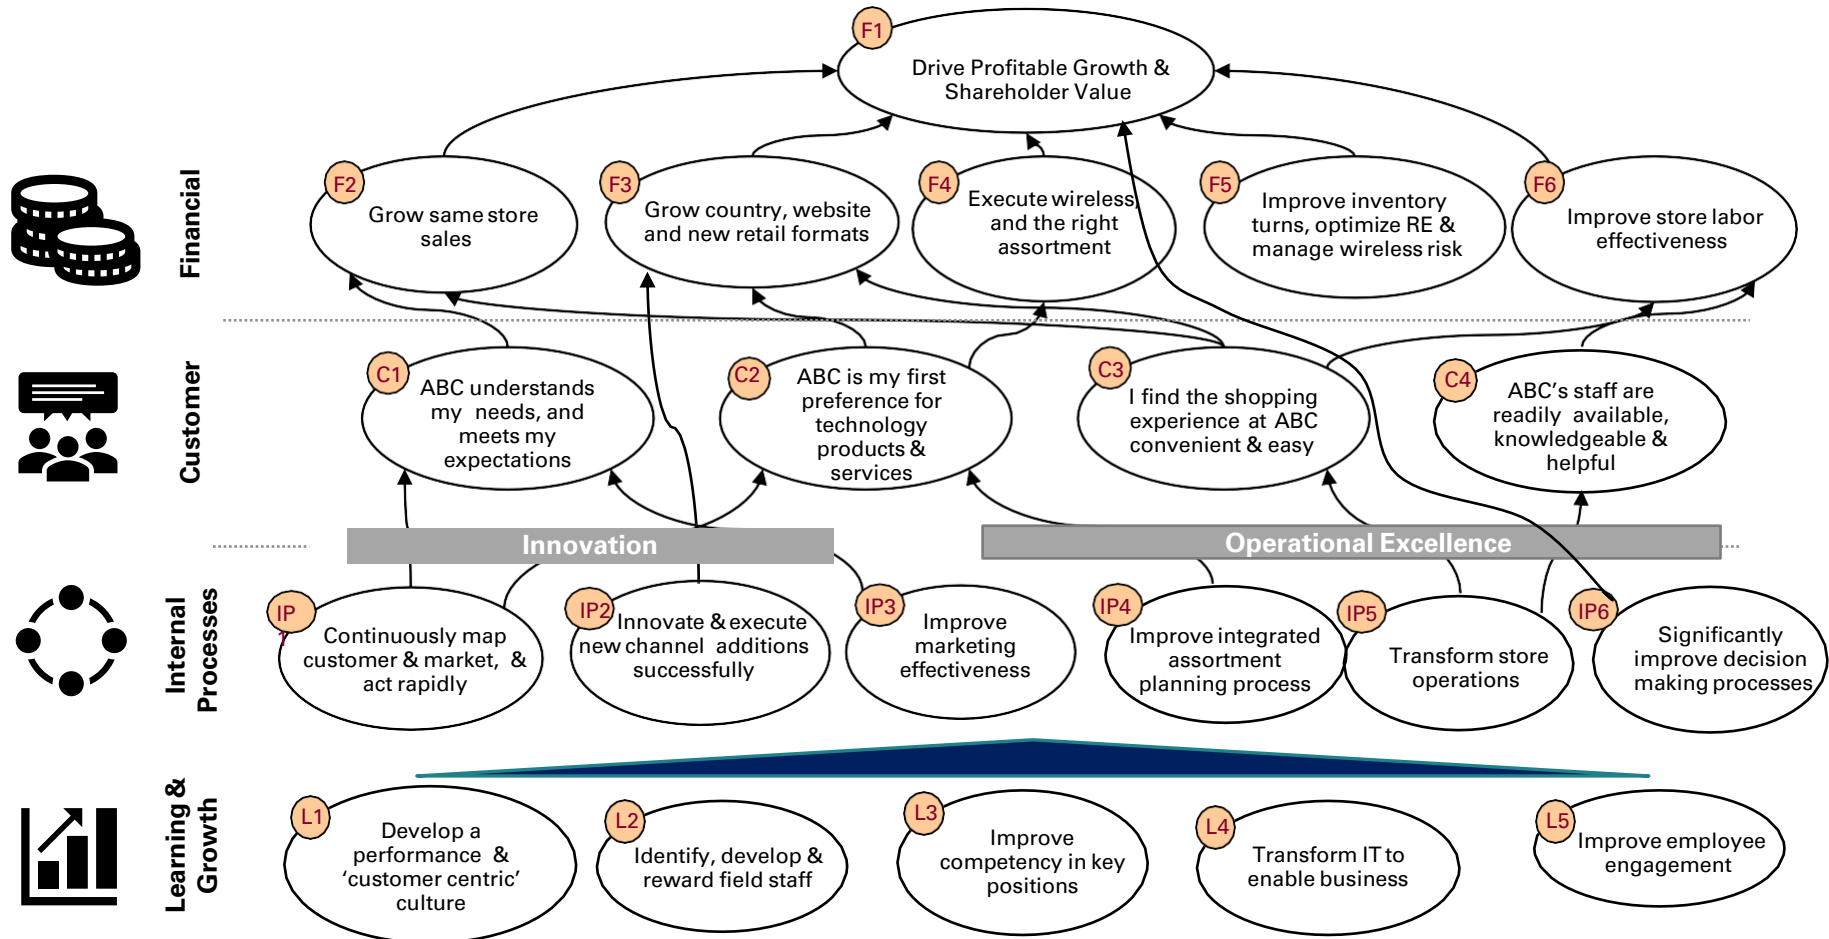 F1
Drive Profitable Growth &
Shareholder Value
Financial
F2
Grow same store
sales
F3
Grow country, website
and new retail formats
F4
Execute wireless,
and the right
assortment
F5
Improve inventory
turns, optimize RE &
manage wireless risk
F6
Improve store labor
effectiveness
Customer
C1
ABC understands
my needs, and
meets my
expectations
C2
ABC is my first
preference for
technology
products &
services
C3
I find the shopping
experience at ABC
convenient & easy
C4
ABC's staff are
readily available,
knowledgeable &
helpful
Innovation
Operational Excellence
Internal
Processes
IP
1
Continuously map
customer & market, &
act rapidly
IP2
Innovate & execute
new channel additions
successfully
IP3
Improve
marketing
effectiveness
IP4
Improve integrated
assortment
planning process
IP5
Transform store
operations
IP6
Significantly
improve decision
making processes
Learning &
Growth
L1
Develop a
performance &
‘customer centric’
culture
L2
Identify, develop &
reward field staff
L3
Improve
competency in key
positions
L4
Transform IT to
enable business
L5
Improve employee
engagement